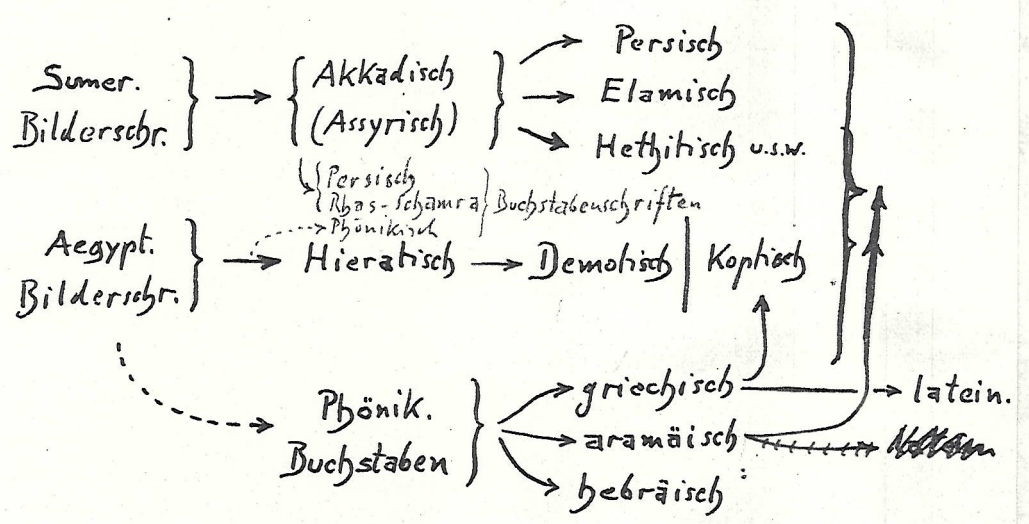 Persisch
Sumer. Akkadisch
Elamisch
Bilderschr. (Assyrisch)
Hethitisch u.s.w.
Persisch
Rhas-Schamra Buchstabenschriften
Phönikisch
Aegypt. Hieratisch Demotisch Koptisch
Bilderschr.
griechisch latein.
Phönik.
aramäisch
Buchstaben
hebräisch